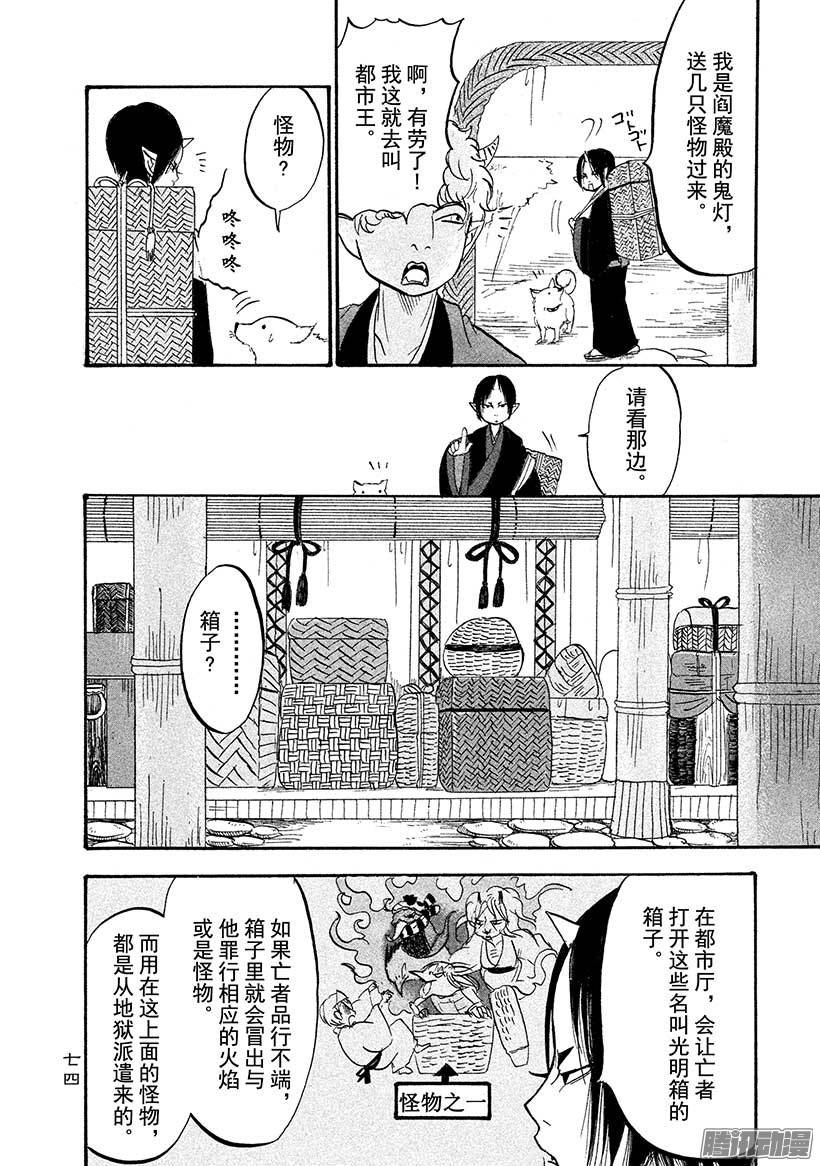 我是阎魔殿的鬼灯，
送几只怪物过来。
ゴトゴト
啊，有劳了！
我这就去叫
都市王。
怪物？
咚咚咚
请看那边。
………
箱子？
在都市厅，会让亡者
打开这些名叫光明箱的
箱子。
如果亡者品行不端，
箱子里就会冒出与
他罪行相应的火焰
或是怪物。
怪物之一
而用在这上面的怪物，
都是从地狱派遣来的。
七四
腾讯动漫